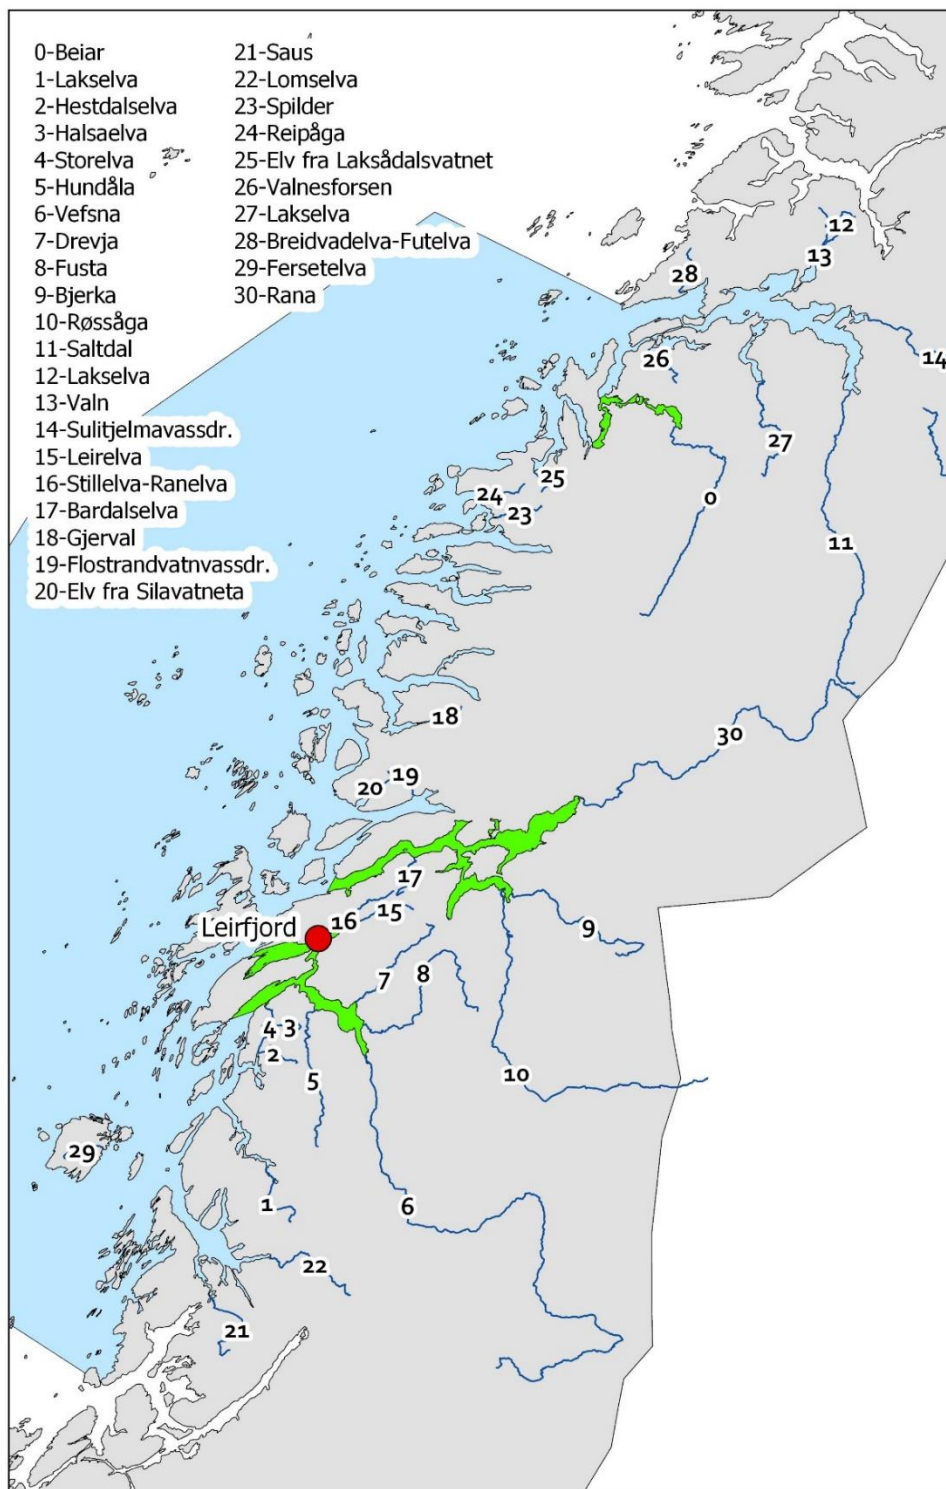 0-Beiar
1-Lakselva
2-Hestdalselva
3-Halsaelva
4-Storelva
5-Hundåla
6-Vefsna
7-Drevja
8-Fusta
9-Bjerka
10-Røssåga
11-Saltdal
12-Lakselva
13-Valn
14-Sulitjelmavassdr.
15-Leirelva
16-Stillelva-Ranelva
17-Bardalselva
18-Gjerval
19-Flostrandvatnvassdr.
20-Elv fra Silavatneta
21-Saus
22-Lomselva
23-Spilder
24-Reipåga
25-Elv fra Laksådalsvatnet
26-Valnesforsen
27-Lakselva
28-Breidvadelva-Futelva
29-Fersetelva
30-Rana
12
13
28
14
26
27
25
24
23
0
11
18
30
19
20
17
16
15
Leirfjord
9
8
7
4
3
2
5
10
29
1
6
22
21